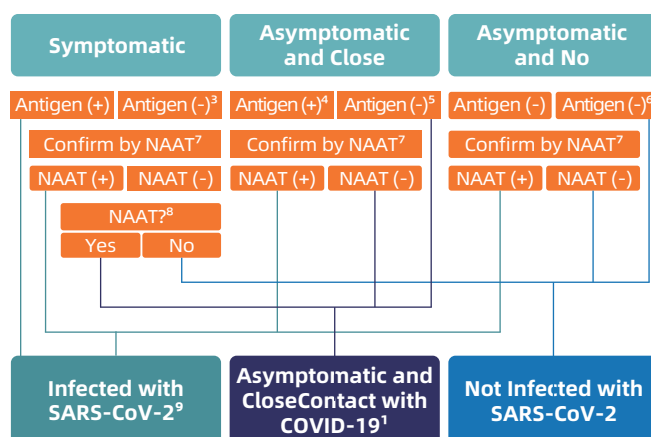 Symptomatic
Asymptomatic
and Close
Asymptomatic
and No
Antigen (+) Antigen (-)³ Antigen (+)⁴ Antigen (-)⁵ Antigen (-) Antigen (-)⁶
Confirm by NAAT⁷ Confirm by NAAT⁷ Confirm by NAAT⁷
NAAT (+) NAAT (-) NAAT (+) NAAT (-) NAAT (+) NAAT (-)
NAAT?⁸
Yes No
Infected with
SARS-CoV-2⁹
Asymptomatic and
CloseContact with
COVID-19¹
Not Infected with
SARS-CoV-2